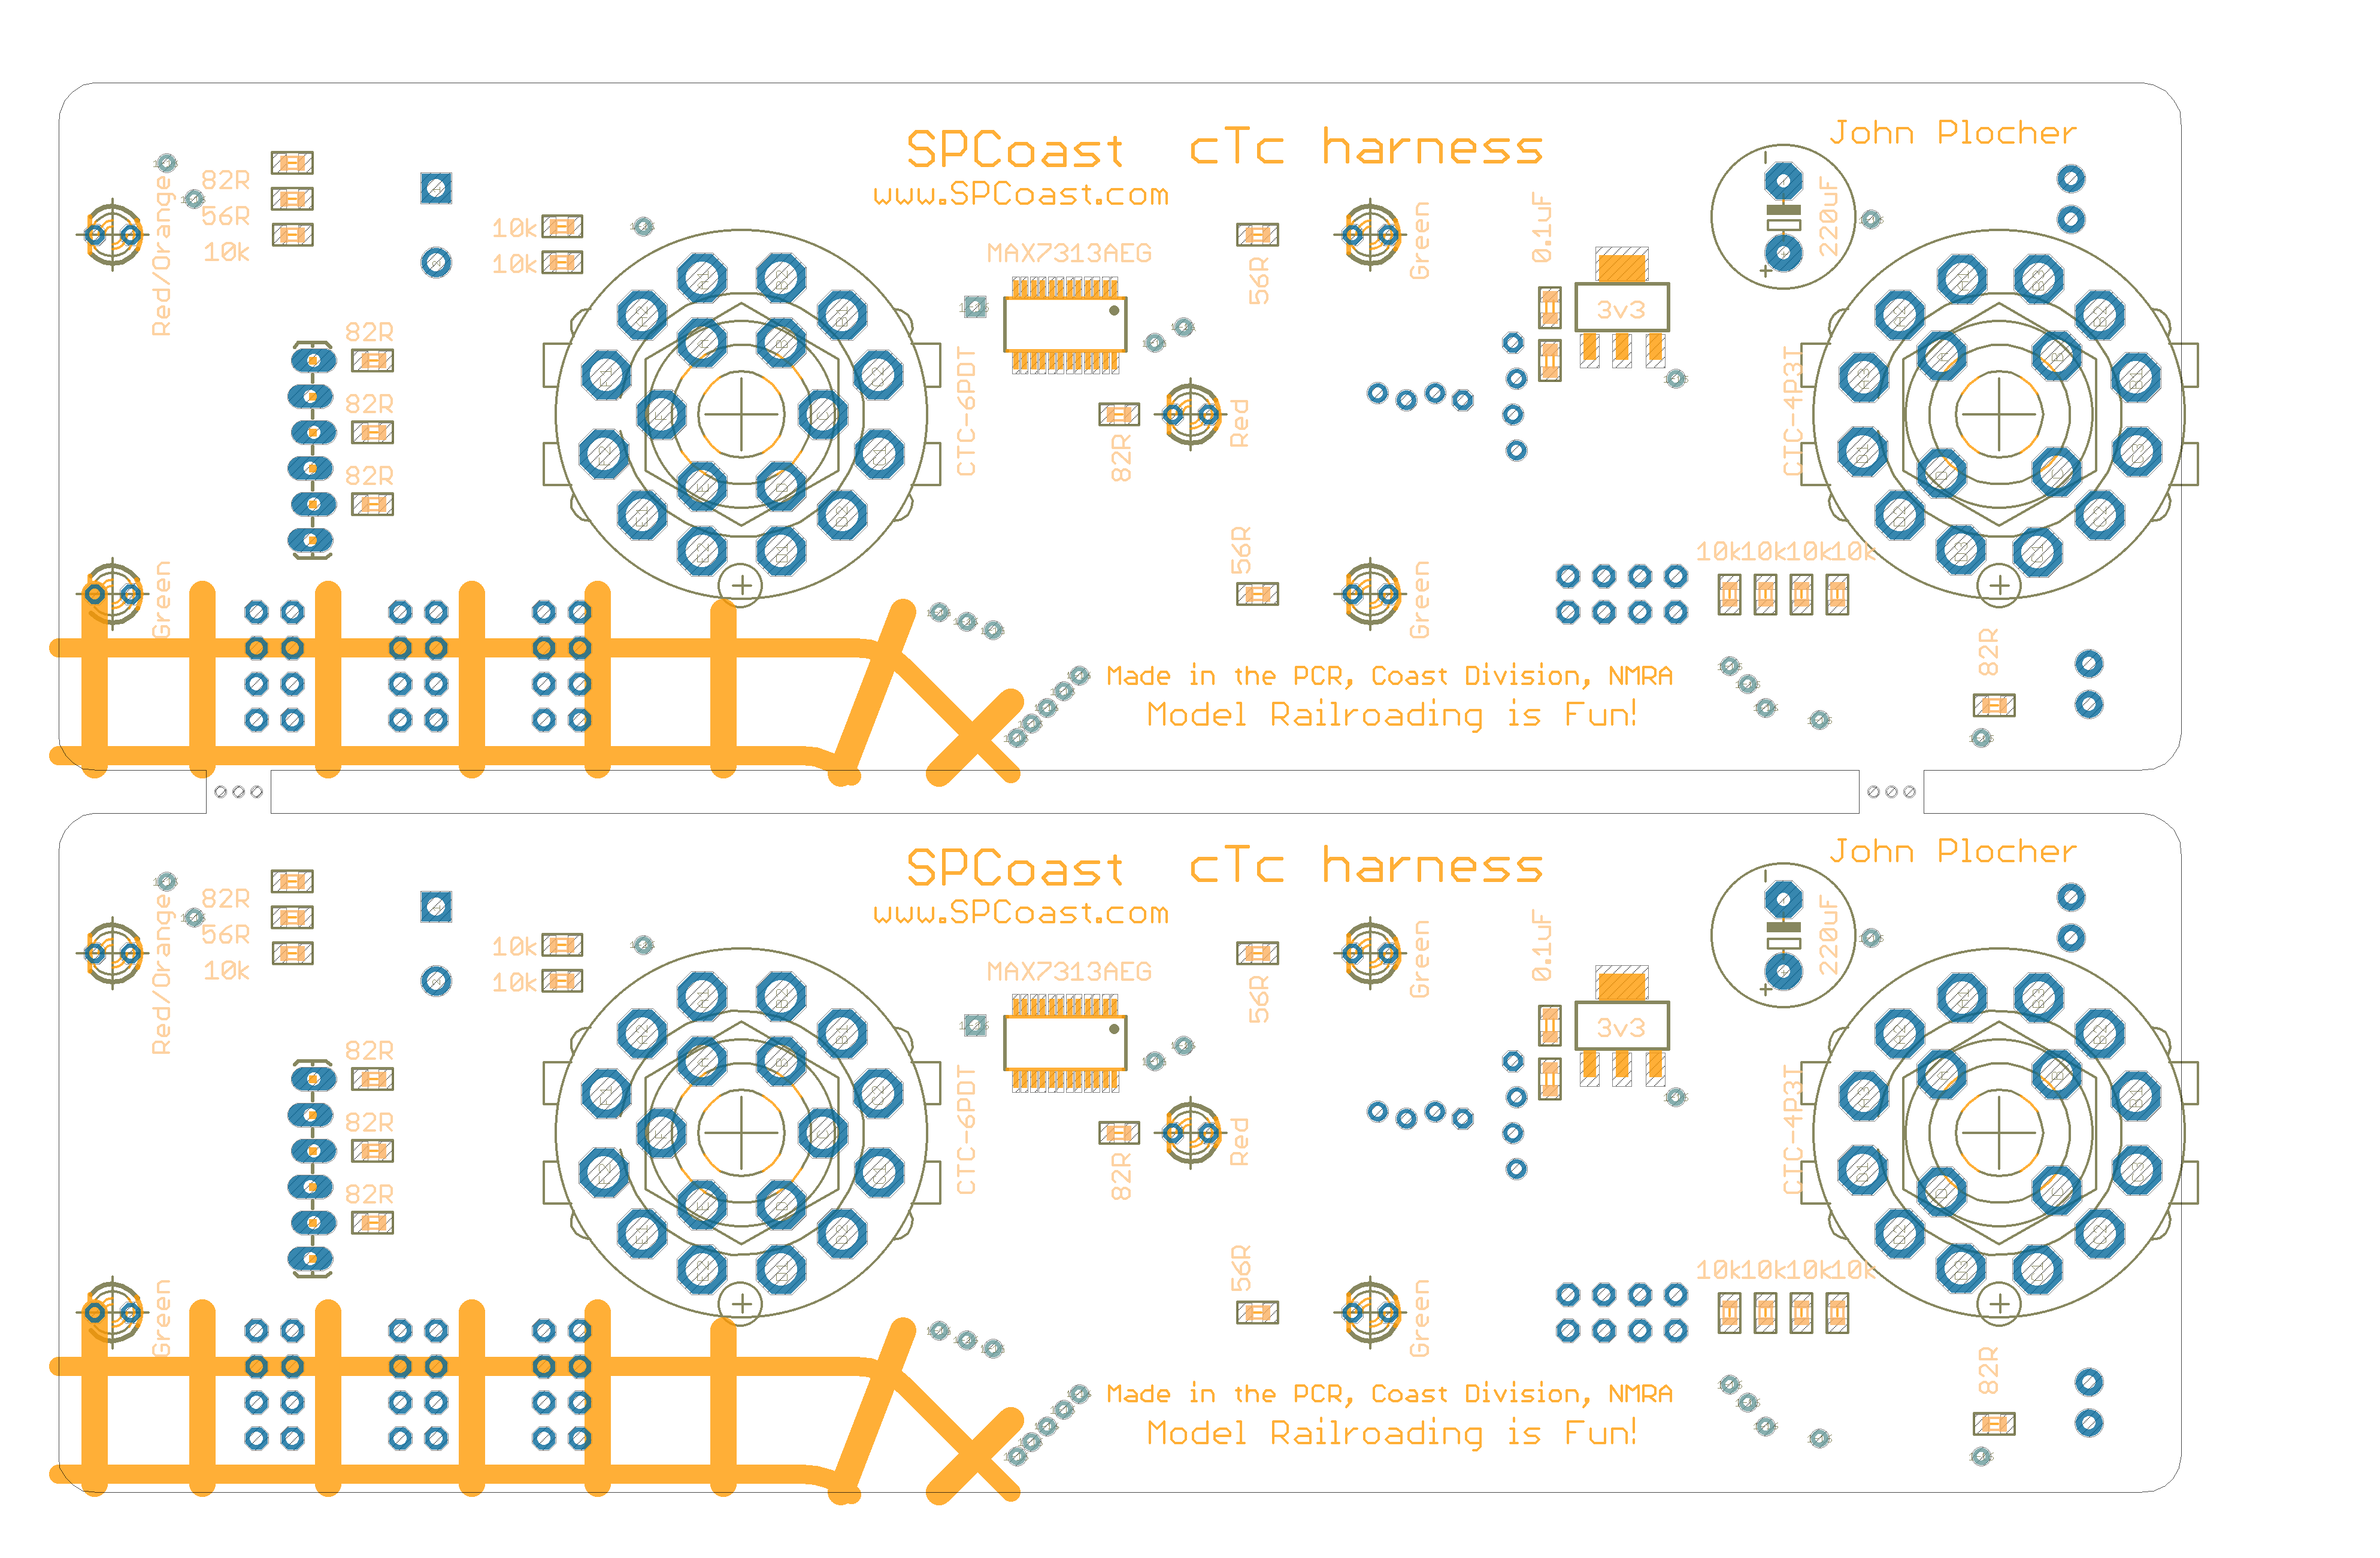 SPCoast cTc harness
John Plocher
www.SPCoast.com
82R
56R
10k
Red/Orange
10k
10k
MAX7313AEG
56R
Green
0.1uF
3v3
220uF
82R
82R
82R
CTC-6PDT
82R
Red
CTC-4P3T
56R
Green
Green
10k10k10k10k
82R
Made in the PCR, Coast Division, NMRA
Model Railroading is Fun!
SPCoast cTc harness
John Plocher
www.SPCoast.com
82R
56R
10k
Red/Orange
10k
10k
MAX7313AEG
56R
Green
0.1uF
3v3
220uF
82R
82R
82R
CTC-6PDT
82R
Red
CTC-4P3T
56R
Green
Green
10k10k10k10k
82R
Made in the PCR, Coast Division, NMRA
Model Railroading is Fun!